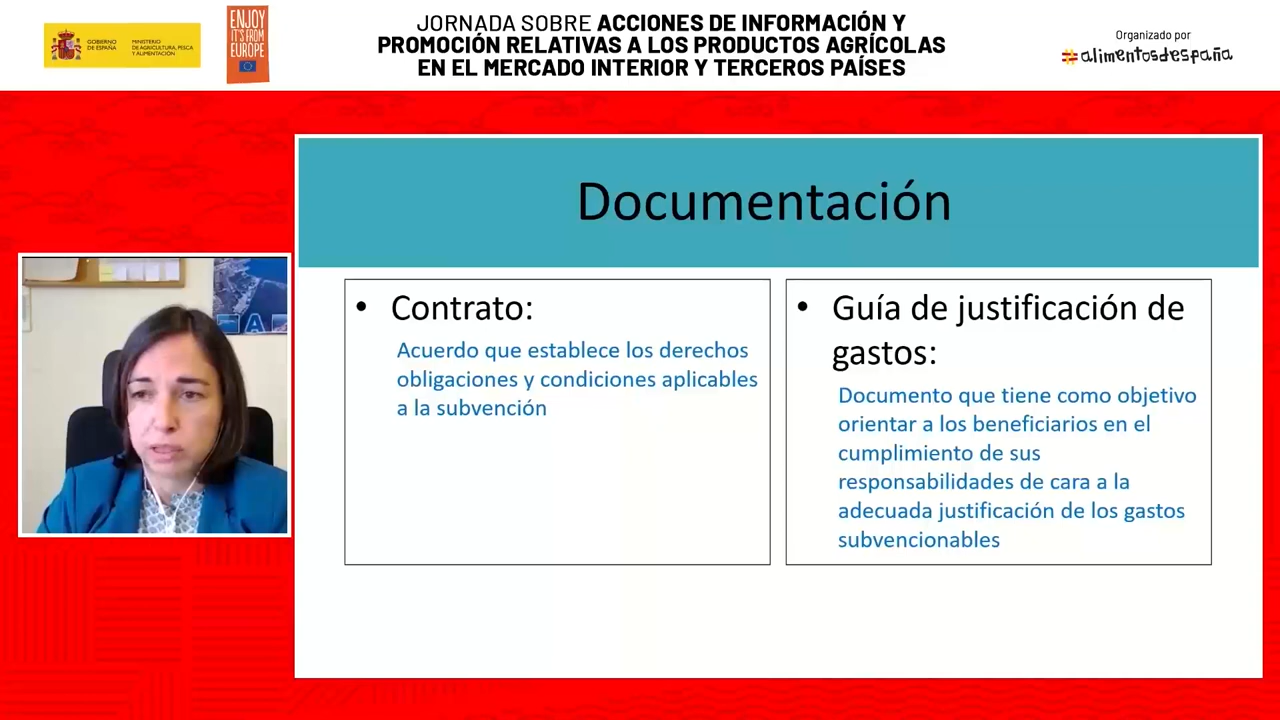 GOBIERNO
DE ESPAÑA
MINISTERIO
DE AGRICULTURA, PESCA
Y ALIMENTACIÓN
ENJOY
IT'S FROM
EUROPE
JORNADA SOBRE ACCIONES DE INFORMACIÓN Y
PROMOCIÓN RELATIVAS A LOS PRODUCTOS AGRÍCOLAS
EN EL MERCADO INTERIOR Y TERCEROS PAÍSES
Organizado por
#alimentosdespaña
Documentación
• Contrato:
Acuerdo que establece los derechos
obligaciones y condiciones aplicables
a la subvención
• Guía de justificación de
gastos:
Documento que tiene como objetivo
orientar a los beneficiarios en el
cumplimiento de sus
responsabilidades de cara a la
adecuada justificación de los gastos
subvencionables